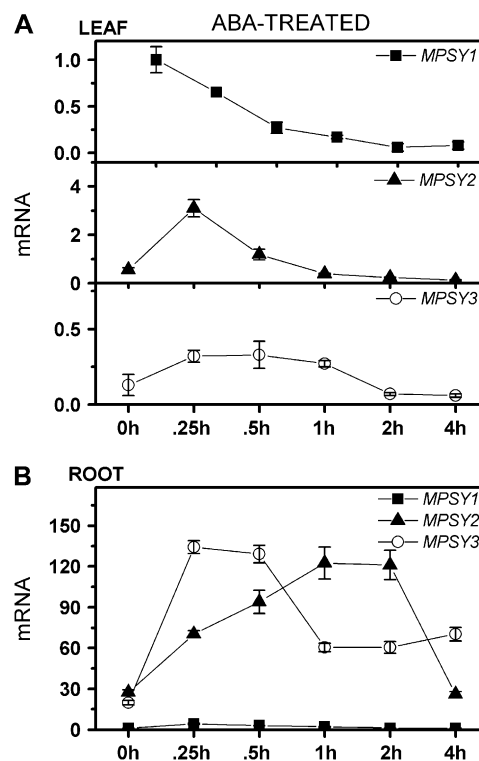 A
LEAF
ABA-TREATED
MPSY1
1.0
0.5
0.0
MPSY2
4
2
0
mRNA
MPSY3
0.5
0.0
0h .25h .5h 1h 2h 4h
B
ROOT
MPSY1
MPSY2
MPSY3
150
120
90
60
30
0
mRNA
0h .25h .5h 1h 2h 4h